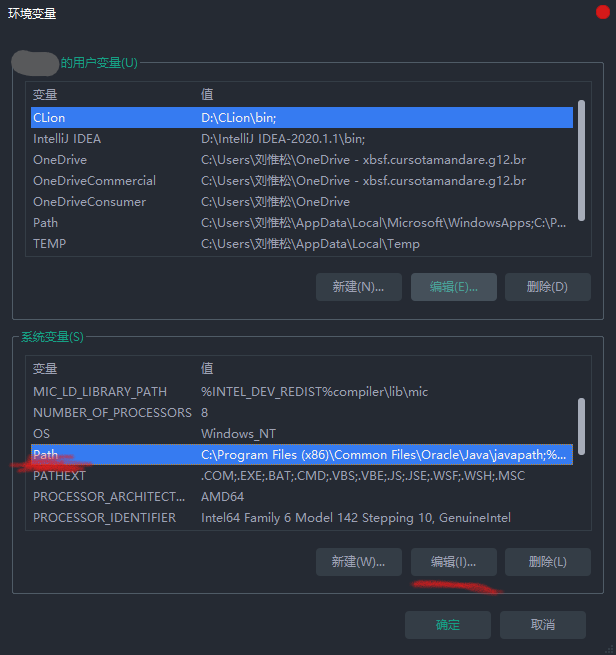 环境变量
的用户变量(U)
变量 值
CLion D:\CLion\bin;
IntelliJ IDEA D:\IntelliJ IDEA-2020.1.1\bin;
OneDrive C:\Users\刘惟松\OneDrive - xbsf.cursotamandare.g12.br
OneDriveCommercial C:\Users\刘惟松\OneDrive - xbsf.cursotamandare.g12.br
OneDriveConsumer C:\Users\刘惟松\OneDrive
Path C:\Users\刘惟松\AppData\Local\Microsoft\WindowsApps;C:\P...
TEMP C:\Users\刘惟松\AppData\Local\Temp
新建(N)... 编辑(E)... 删除(D)
系统变量(S)
变量 值
MIC_LD_LIBRARY_PATH %INTEL_DEV_REDIST%compiler\lib\mic
NUMBER_OF_PROCESSORS 8
OS Windows_NT
Path C:\Program Files (x86)\Common Files\Oracle\Java\javapath;%...
PATHEXT .COM;.EXE;.BAT;.CMD;.VBS;.VBE;.JS;.JSE;.WSF;.WSH;.MSC
PROCESSOR_ARCHITECT... AMD64
PROCESSOR_IDENTIFIER Intel64 Family 6 Model 142 Stepping 10, GenuineIntel
新建(W)... 编辑(I)... 删除(L)
确定 取消